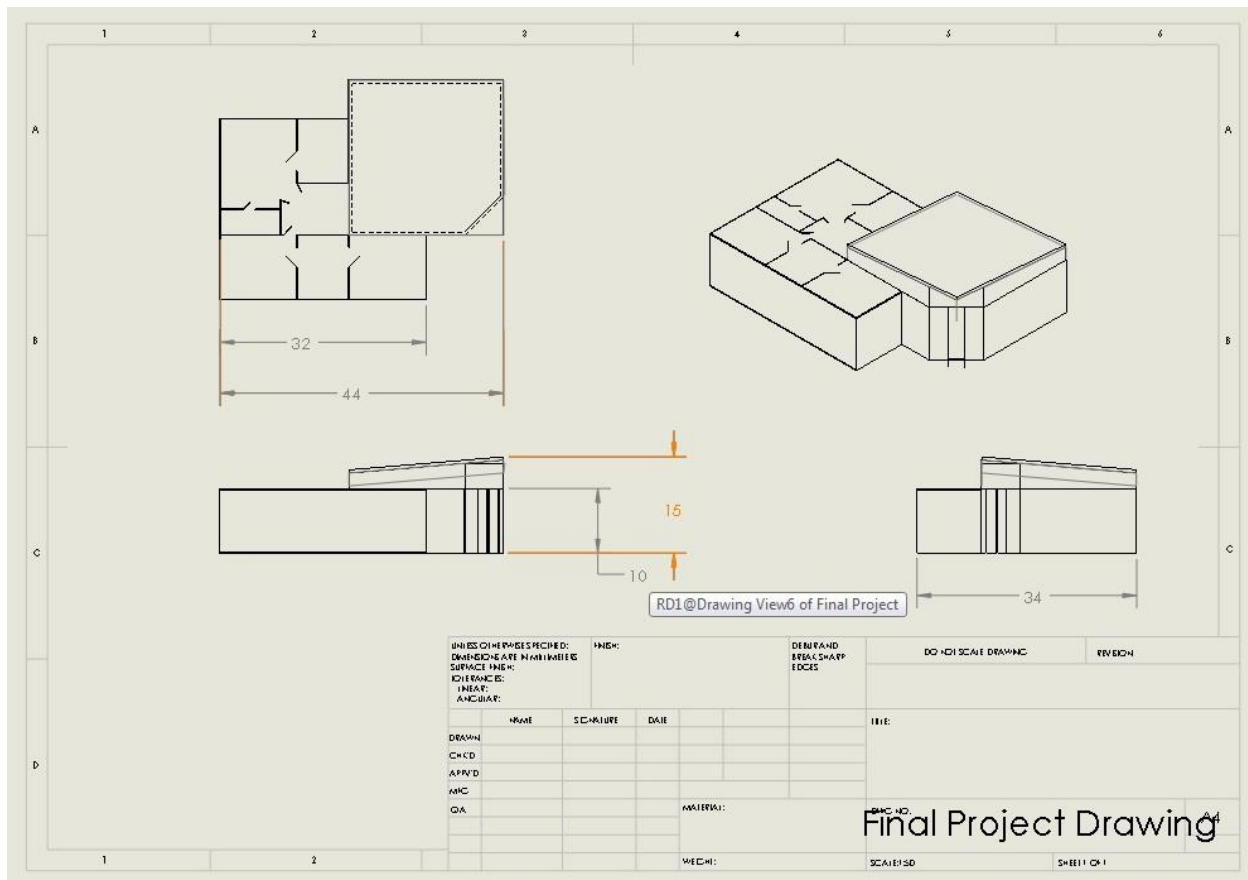 1 2 3 4 5 6
A A
B B
32
44
15
C C
10
34
RD1@Drawing View6 of Final Project
UNLESS OTHERWISE SPECIFIED: FINISH: DEBUR AND DO NOT SCALE DRAWING REVISION
DIMENSIONS ARE IN MILLIMETERS BREAK SHARP
SURFACE FINISH: EDGES
TOLERANCES:
LINEAR:
ANGULAR:
NAME SIGNATURE DATE TITLE:
DRAWN
CHK'D
D
APPV'D
MFG
QA MATERIAL: DWG NO.
Final Project Drawing A4
1 2 WEIGHT: SCALE:1:50 SHEET 1 OF 1